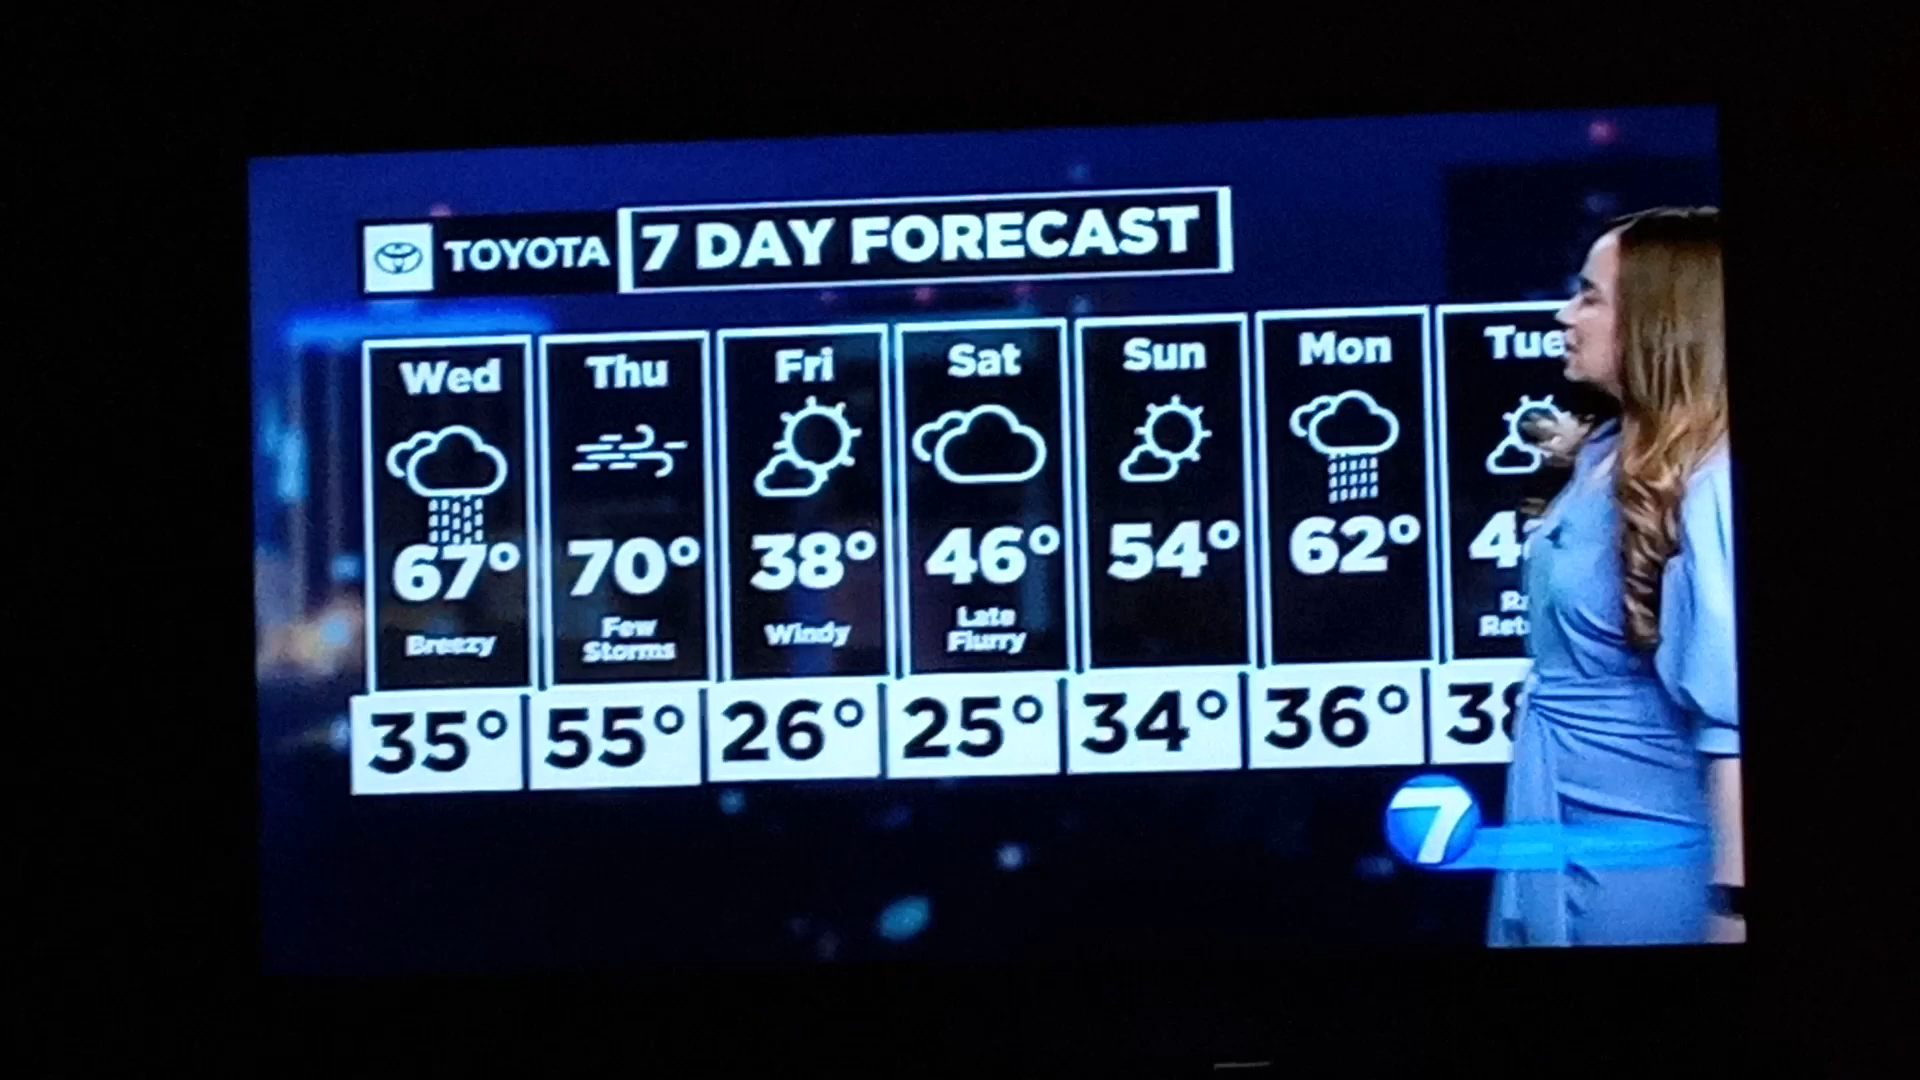 TOYOTA 7 DAY FORECAST
Wed Thu Fri Sat Sun Mon Tue
67° 70° 38° 46° 54° 62°
Breezy Few Storms Windy Late Flurry
35° 55° 26° 25° 34° 36°
7